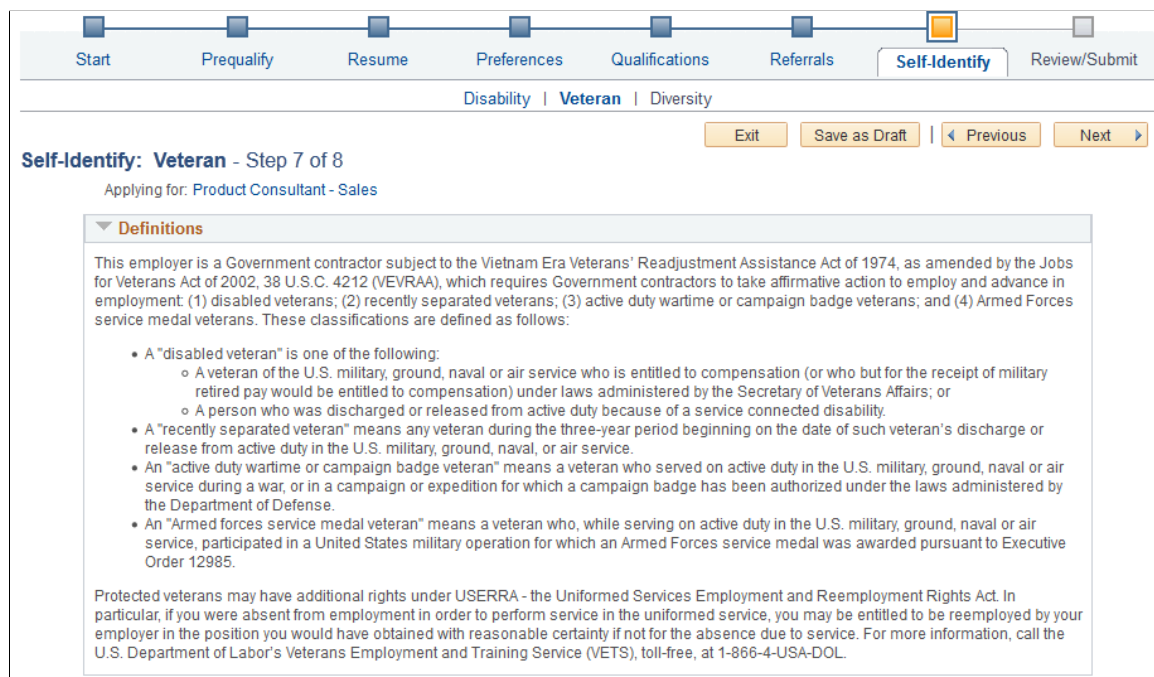 Start Prequalify Resume Preferences Qualifications Referrals Self-Identify Review/Submit
Disability | Veteran | Diversity
Exit Save as Draft | Previous Next
Self-Identify: Veteran - Step 7 of 8
Applying for: Product Consultant - Sales
Definitions
This employer is a Government contractor subject to the Vietnam Era Veterans' Readjustment Assistance Act of 1974, as amended by the Jobs
for Veterans Act of 2002, 38 U.S.C. 4212 (VEVRAA), which requires Government contractors to take affirmative action to employ and advance in
employment: (1) disabled veterans; (2) recently separated veterans; (3) active duty wartime or campaign badge veterans; and (4) Armed Forces
service medal veterans. These classifications are defined as follows:
• A "disabled veteran" is one of the following:
o A veteran of the U.S. military, ground, naval or air service who is entitled to compensation (or who but for the receipt of military
retired pay would be entitled to compensation) under laws administered by the Secretary of Veterans Affairs; or
o A person who was discharged or released from active duty because of a service connected disability.
• A "recently separated veteran" means any veteran during the three-year period beginning on the date of such veteran's discharge or
release from active duty in the U.S. military, ground, naval, or air service.
• An "active duty wartime or campaign badge veteran" means a veteran who served on active duty in the U.S. military, ground, naval or air
service during a war, or in a campaign or expedition for which a campaign badge has been authorized under the laws administered by
the Department of Defense.
• An "Armed forces service medal veteran" means a veteran who, while serving on active duty in the U.S. military, ground, naval or air
service, participated in a United States military operation for which an Armed Forces service medal was awarded pursuant to Executive
Order 12985.
Protected veterans may have additional rights under USERRA - the Uniformed Services Employment and Reemployment Rights Act. In
particular, if you were absent from employment in order to perform service in the uniformed service, you may be entitled to be reemployed by your
employer in the position you would have obtained with reasonable certainty if not for the absence due to service. For more information, call the
U.S. Department of Labor's Veterans Employment and Training Service (VETS), toll-free, at 1-866-4-USA-DOL.